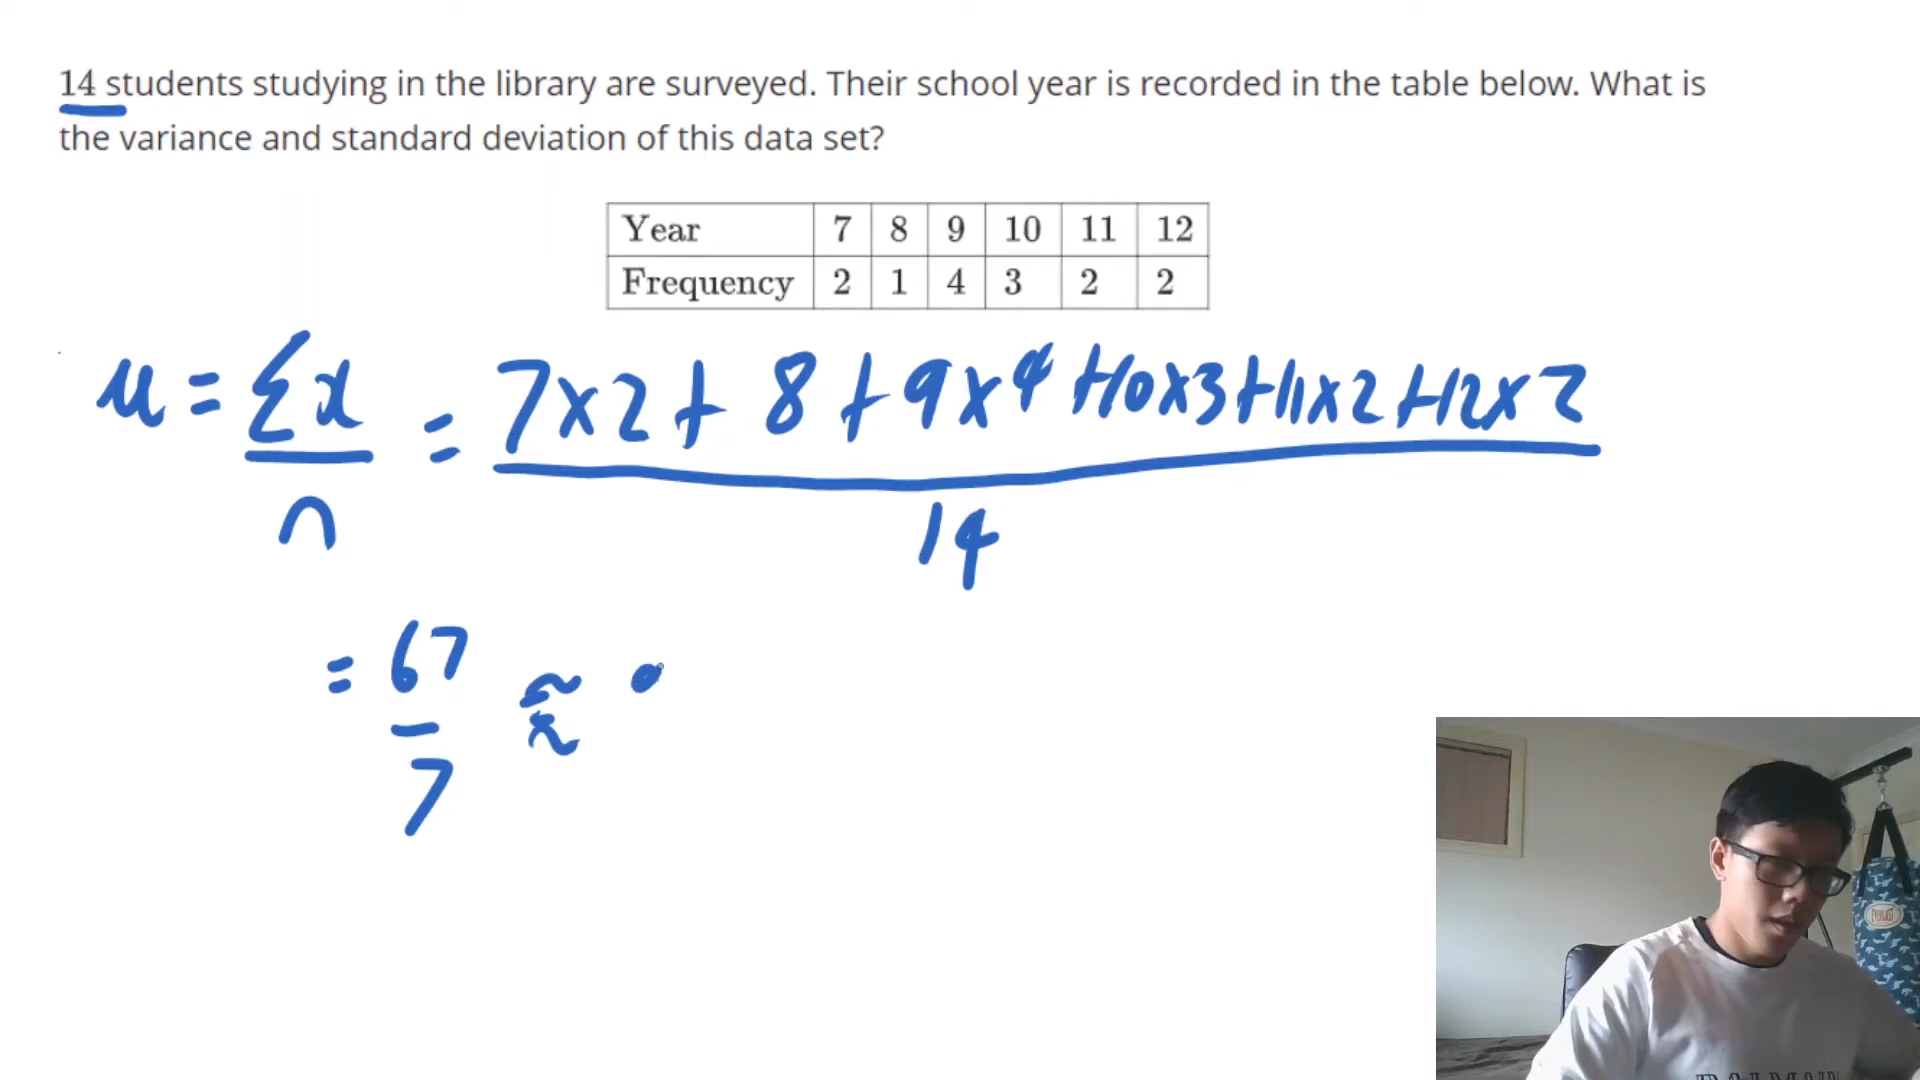 14 students studying in the library are surveyed. Their school year is recorded in the table below. What is
the variance and standard deviation of this data set?
Year 7 8 9 10 11 12
Frequency 2 1 4 3 2 2
μ = Σx / n = 7x2 + 8 + 9x4 + 10x3 + 11x2 + 12x2 / 14
= 67 / 7 ≈
EVERLAST